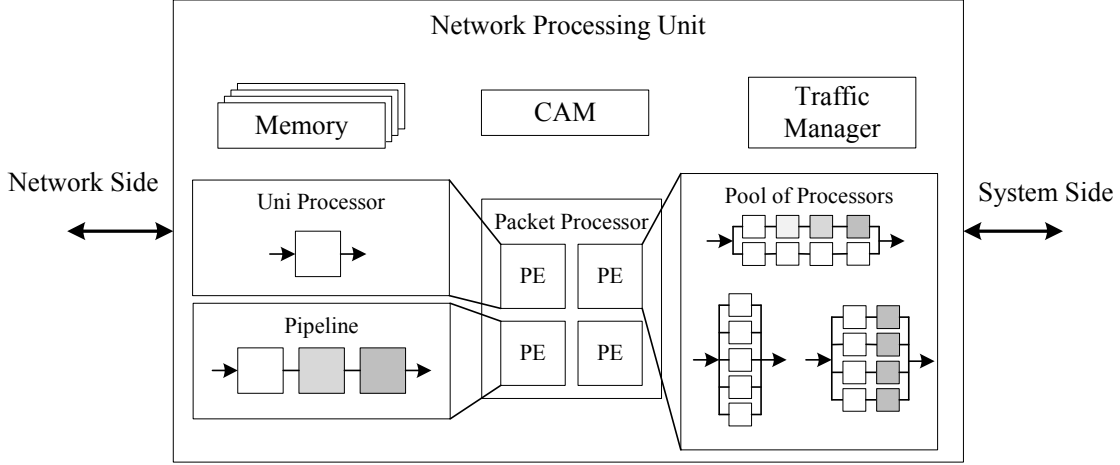 Network Processing Unit
Memory
CAM
Traffic
Manager
Network Side
System Side
Uni Processor
Packet Processor
Pool of Processors
PE
PE
Pipeline
PE
PE